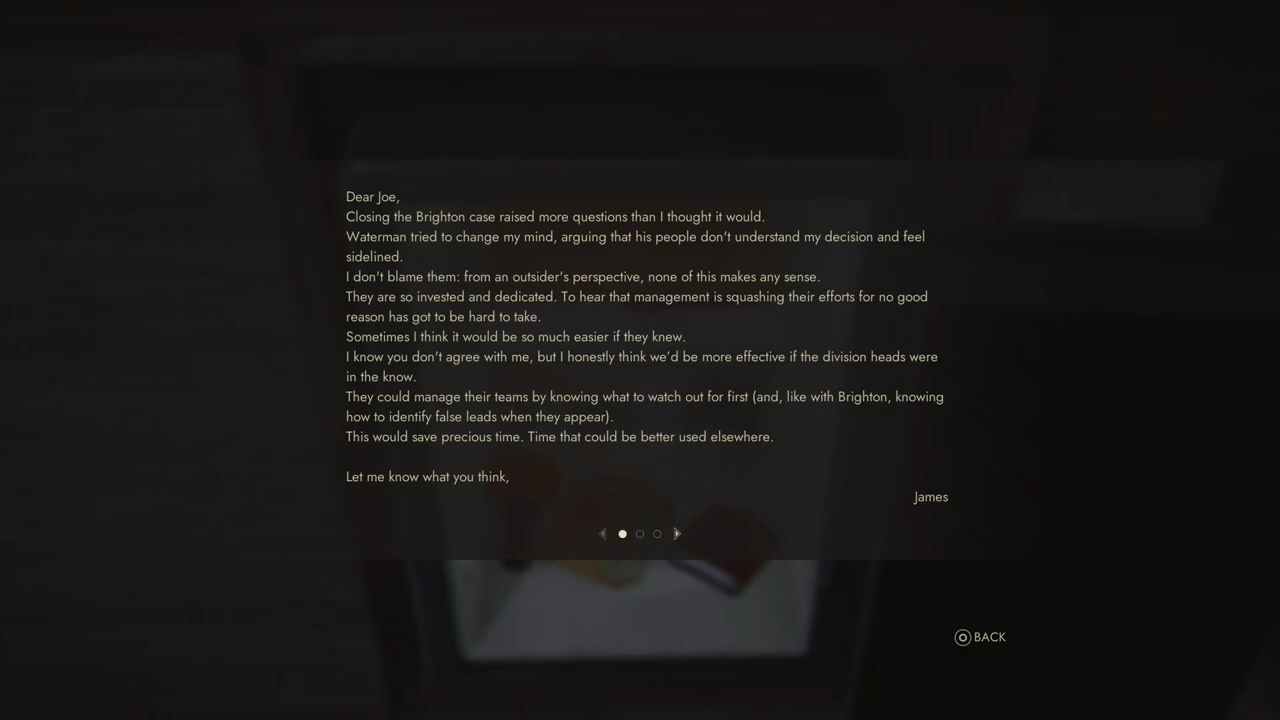 Dear Joe,
Closing the Brighton case raised more questions than I thought it would.
Waterman tried to change my mind, arguing that his people don't understand my decision and feel
sidelined.
I don't blame them: from an outsider's perspective, none of this makes any sense.
They are so invested and dedicated. To hear that management is squashing their efforts for no good
reason has got to be hard to take.
Sometimes I think it would be so much easier if they knew.
I know you don't agree with me, but I honestly think we'd be more effective if the division heads were
in the know.
They could manage their teams by knowing what to watch out for first (and, like with Brighton, knowing
how to identify false leads when they appear).
This would save precious time. Time that could be better used elsewhere.
Let me know what you think,
James
BACK